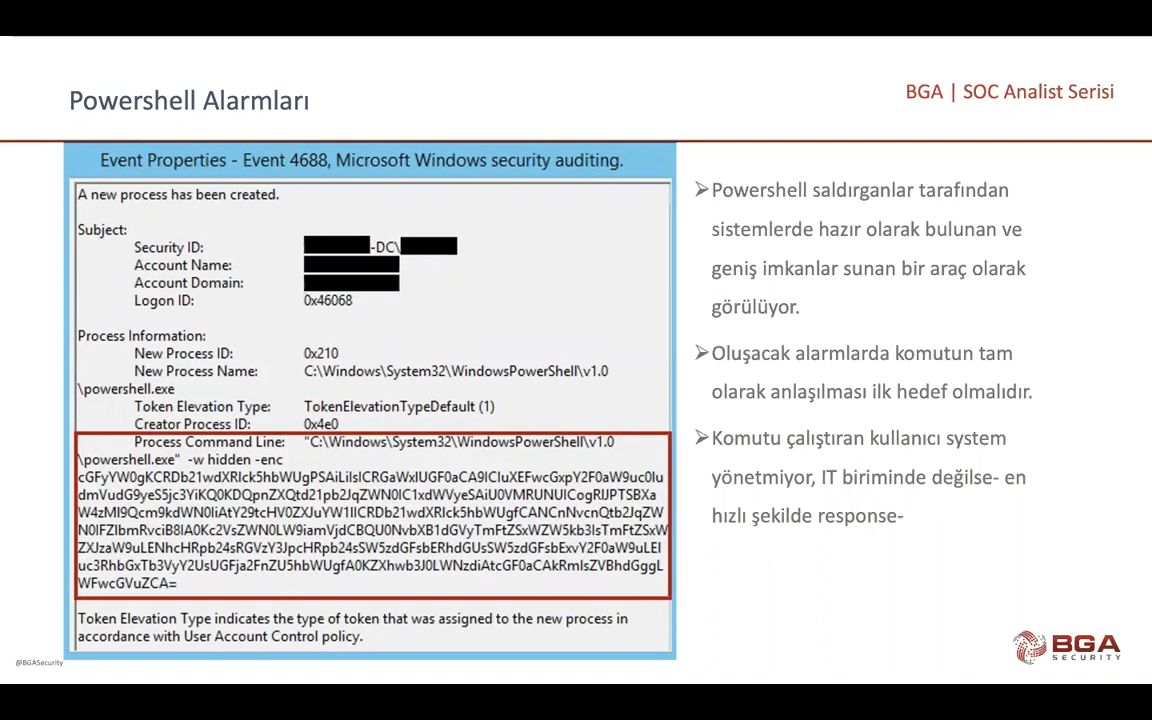 Powershell Alarmları
BGA | SOC Analist Serisi
Event Properties - Event 4688, Microsoft Windows security auditing.
A new process has been created.
Subject:
Security ID: -DC\
Account Name:
Account Domain:
Logon ID: 0x46068
Process Information:
New Process ID: 0x210
New Process Name: C:\Windows\System32\WindowsPowerShell\v1.0
\powershell.exe
Token Elevation Type: TokenElevationTypeDefault (1)
Creator Process ID: 0x4e0
Process Command Line: "C:\Windows\System32\WindowsPowerShell\v1.0
\powershell.exe" -w hidden -enc
Token Elevation Type indicates the type of token that was assigned to the new process in
accordance with User Account Control policy.
➢Powershell saldırganlar tarafından
sistemlerde hazır olarak bulunan ve
geniş imkanlar sunan bir araç olarak
görülüyor.
➢Oluşacak alarmlarda komutun tam
olarak anlaşılması ilk hedef olmalıdır.
➢Komutu çalıştıran kullanıcı system
yönetmiyor, IT biriminde değilse- en
hızlı şekilde response-
BGA
SECURITY
@BGASecurity